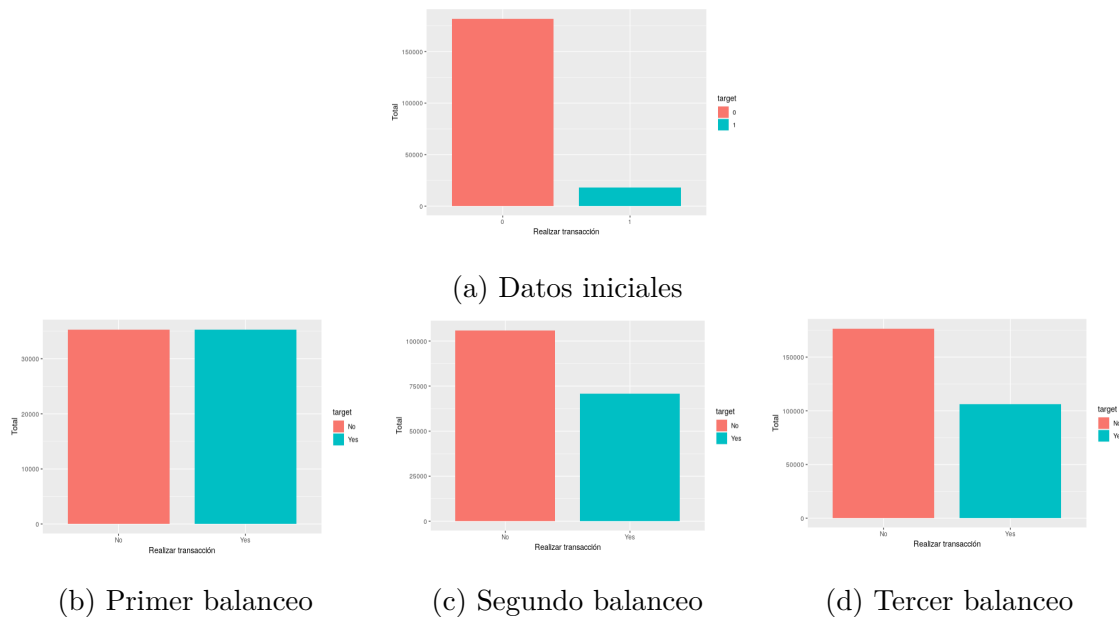 150000
100000
50000
0
Total
0
1
Realizar transacción
target
0
1
(a) Datos iniciales
30000
20000
10000
0
Total
No
Yes
Realizar transacción
target
No
Yes
(b) Primer balanceo
100000
75000
50000
25000
0
Total
No
Yes
Realizar transacción
target
No
Yes
(c) Segundo balanceo
150000
100000
50000
0
Total
No
Yes
Realizar transacción
target
No
Ye
(d) Tercer balanceo